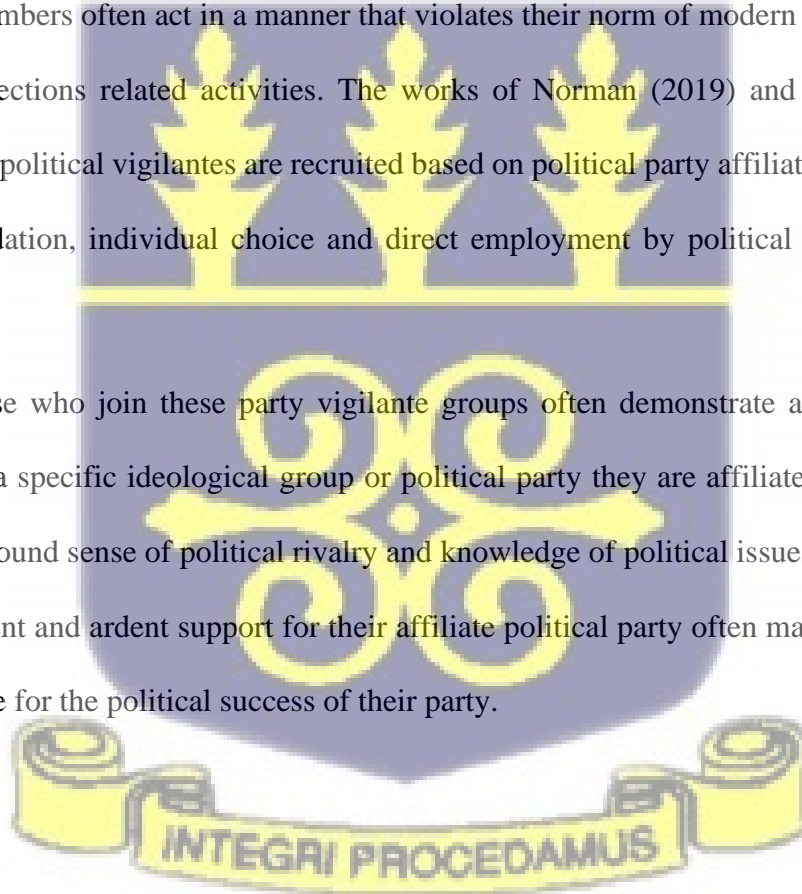 mbers often act in a manner that violates their norm of modern
ections related activities. The works of Norman (2019) and
political vigilantes are recruited based on political party affiliat
dation, individual choice and direct employment by political
se who join these party vigilante groups often demonstrate a
a specific ideological group or political party they are affiliate
ound sense of political rivalry and knowledge of political issue
nt and ardent support for their affiliate political party often ma
e for the political success of their party.
INTEGRI PROCEDAMUS